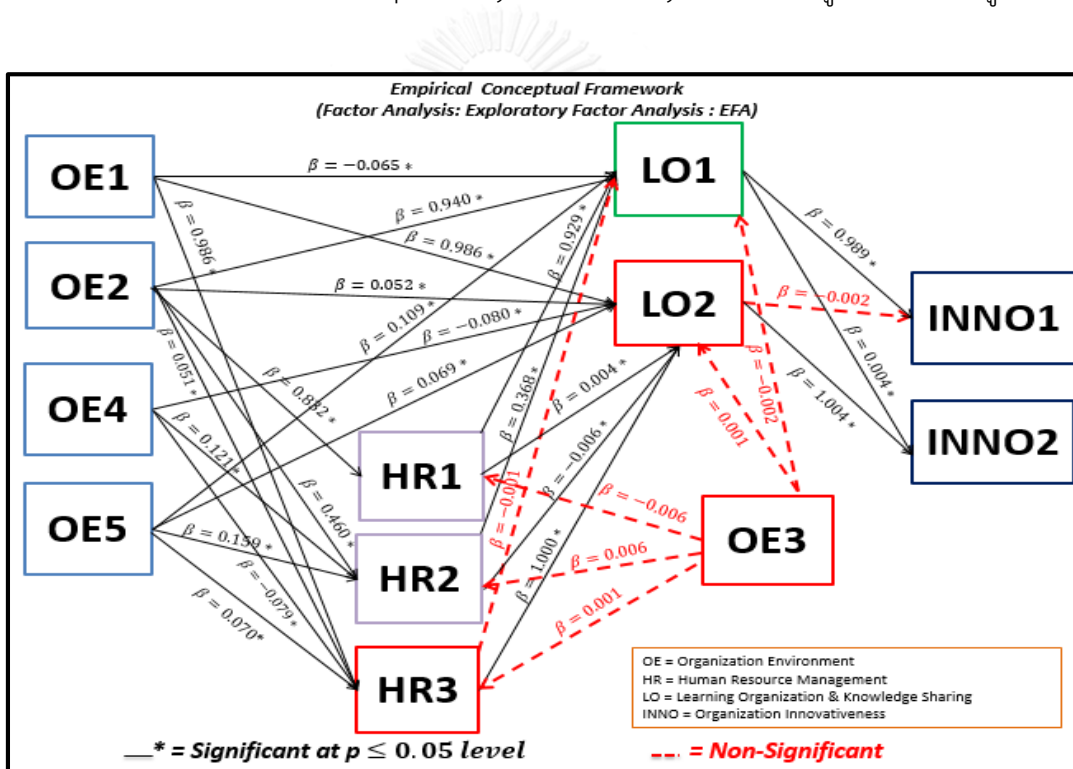 Empirical Conceptual Framework
(Factor Analysis: Exploratory Factor Analysis : EFA)
OE1
OE2
OE4
OE5
LO1
LO2
HR1
HR2
HR3
OE3
INNO1
INNO2
β = −0.065 *
β = 0.940 *
β = 0.986 *
β = 0.986 *
β = 0.052 *
β = −0.080 *
β = 0.109 *
β = 0.069 *
β = 0.051 *
β = 0.882 *
β = 0.121 *
β = 0.460 *
β = 0.159 *
β = −0.079 *
β = 0.070*
β = 0.929 *
β = 0.368 *
β = −0.001
β = 0.004 *
β = −0.006 *
β = 1.000 *
β = 0.989 *
β = −0.002
β = 0.004 *
β = 1.004 *
β = −0.002
β = 0.001
β = −0.006
β = 0.006
β = 0.001
OE = Organization Environment
HR = Human Resource Management
LO = Learning Organization & Knowledge Sharing
INNO = Organization Innovativeness
* = Significant at p ≤ 0.05 level
= Non-Significant